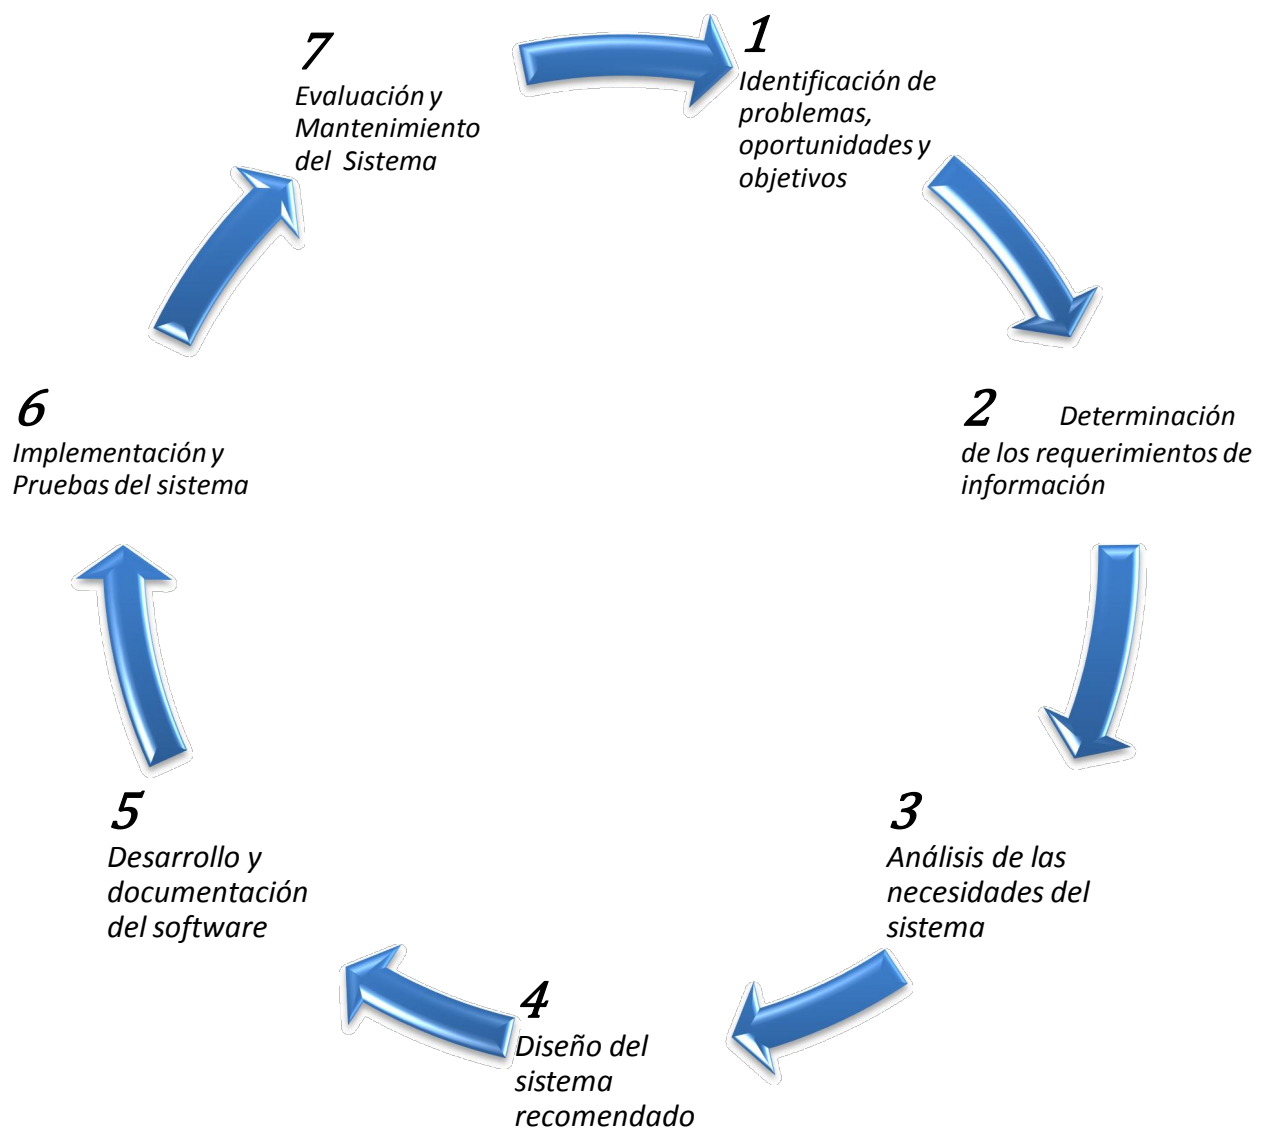 1
Identificación de
problemas,
oportunidades y
objetivos
2 Determinación
de los requerimientos de
información
3
Análisis de las
necesidades del
sistema
4
Diseño del
sistema
recomendado
5
Desarrollo y
documentación
del software
6
Implementación y
Pruebas del sistema
7
Evaluación y
Mantenimiento
del Sistema